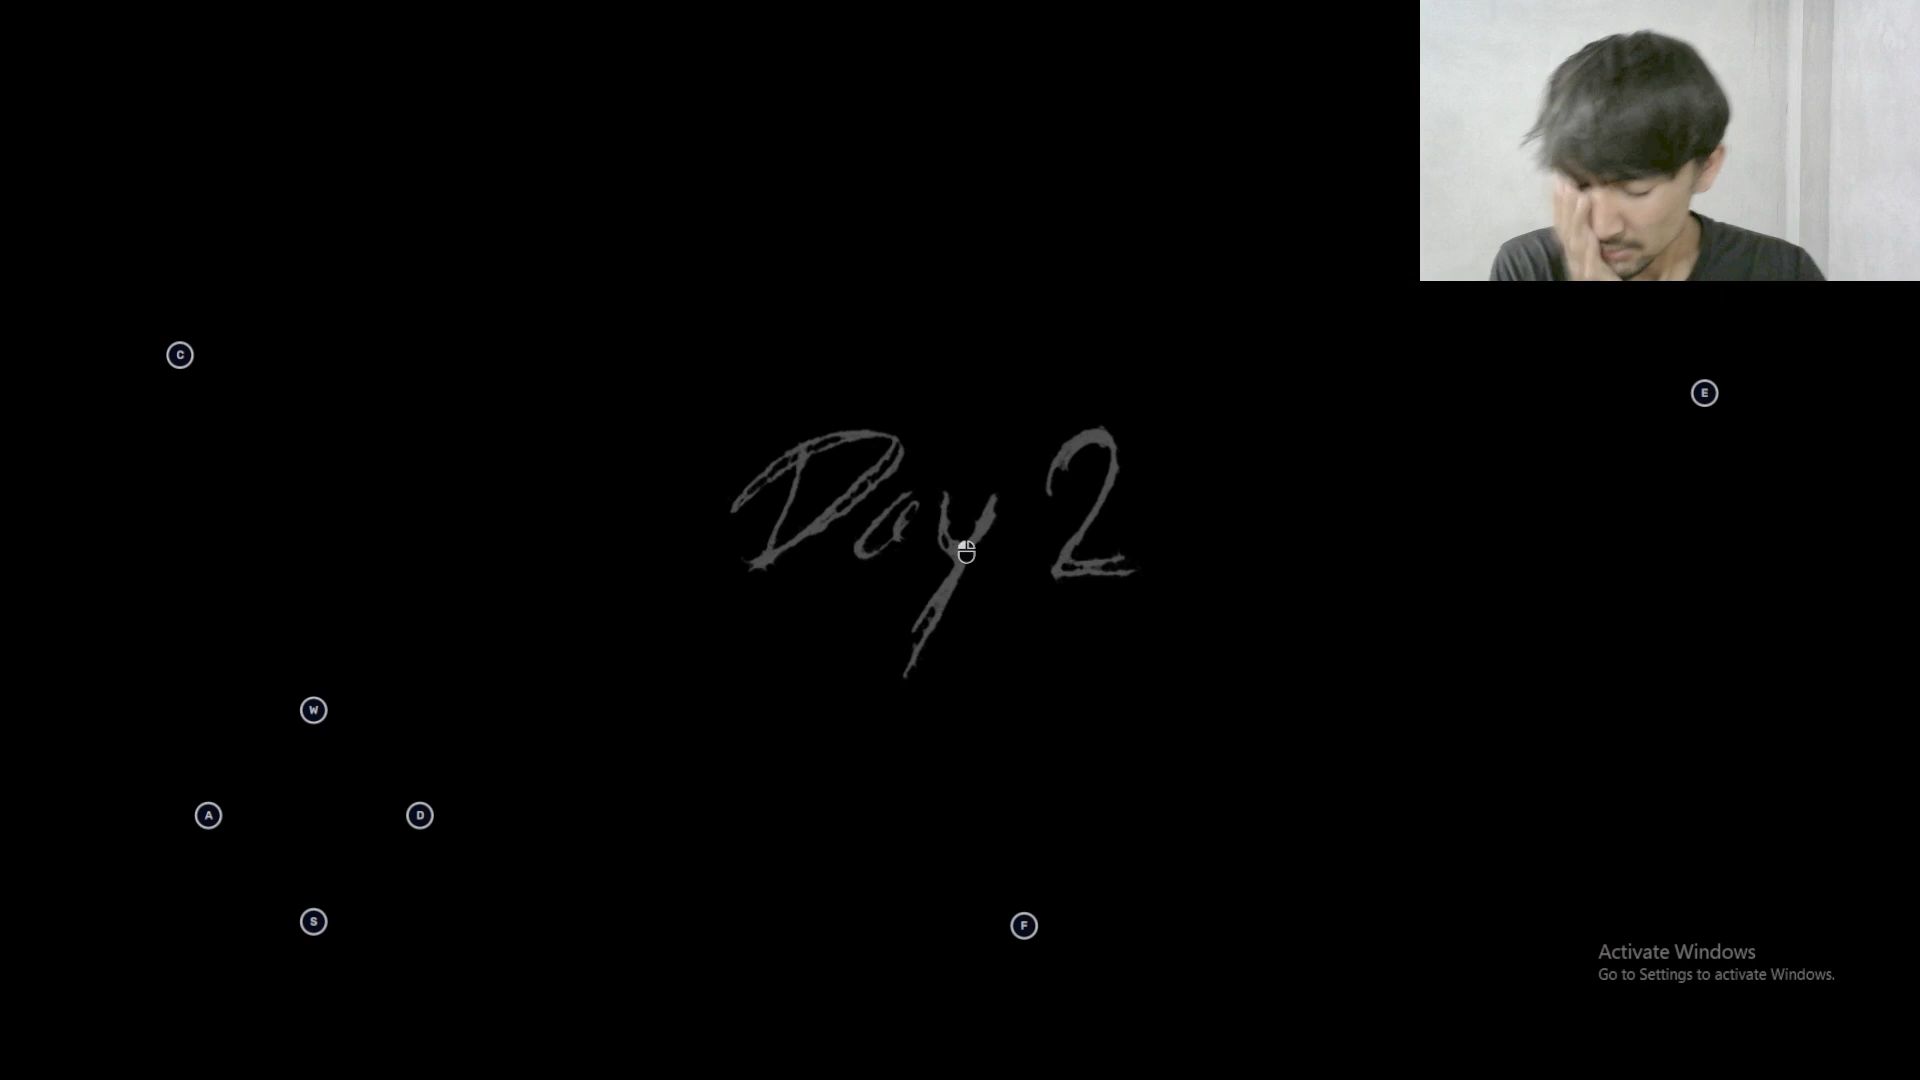 C
E
Day 2
W
A
D
S
F
Activate Windows
Go to Settings to activate Windows.